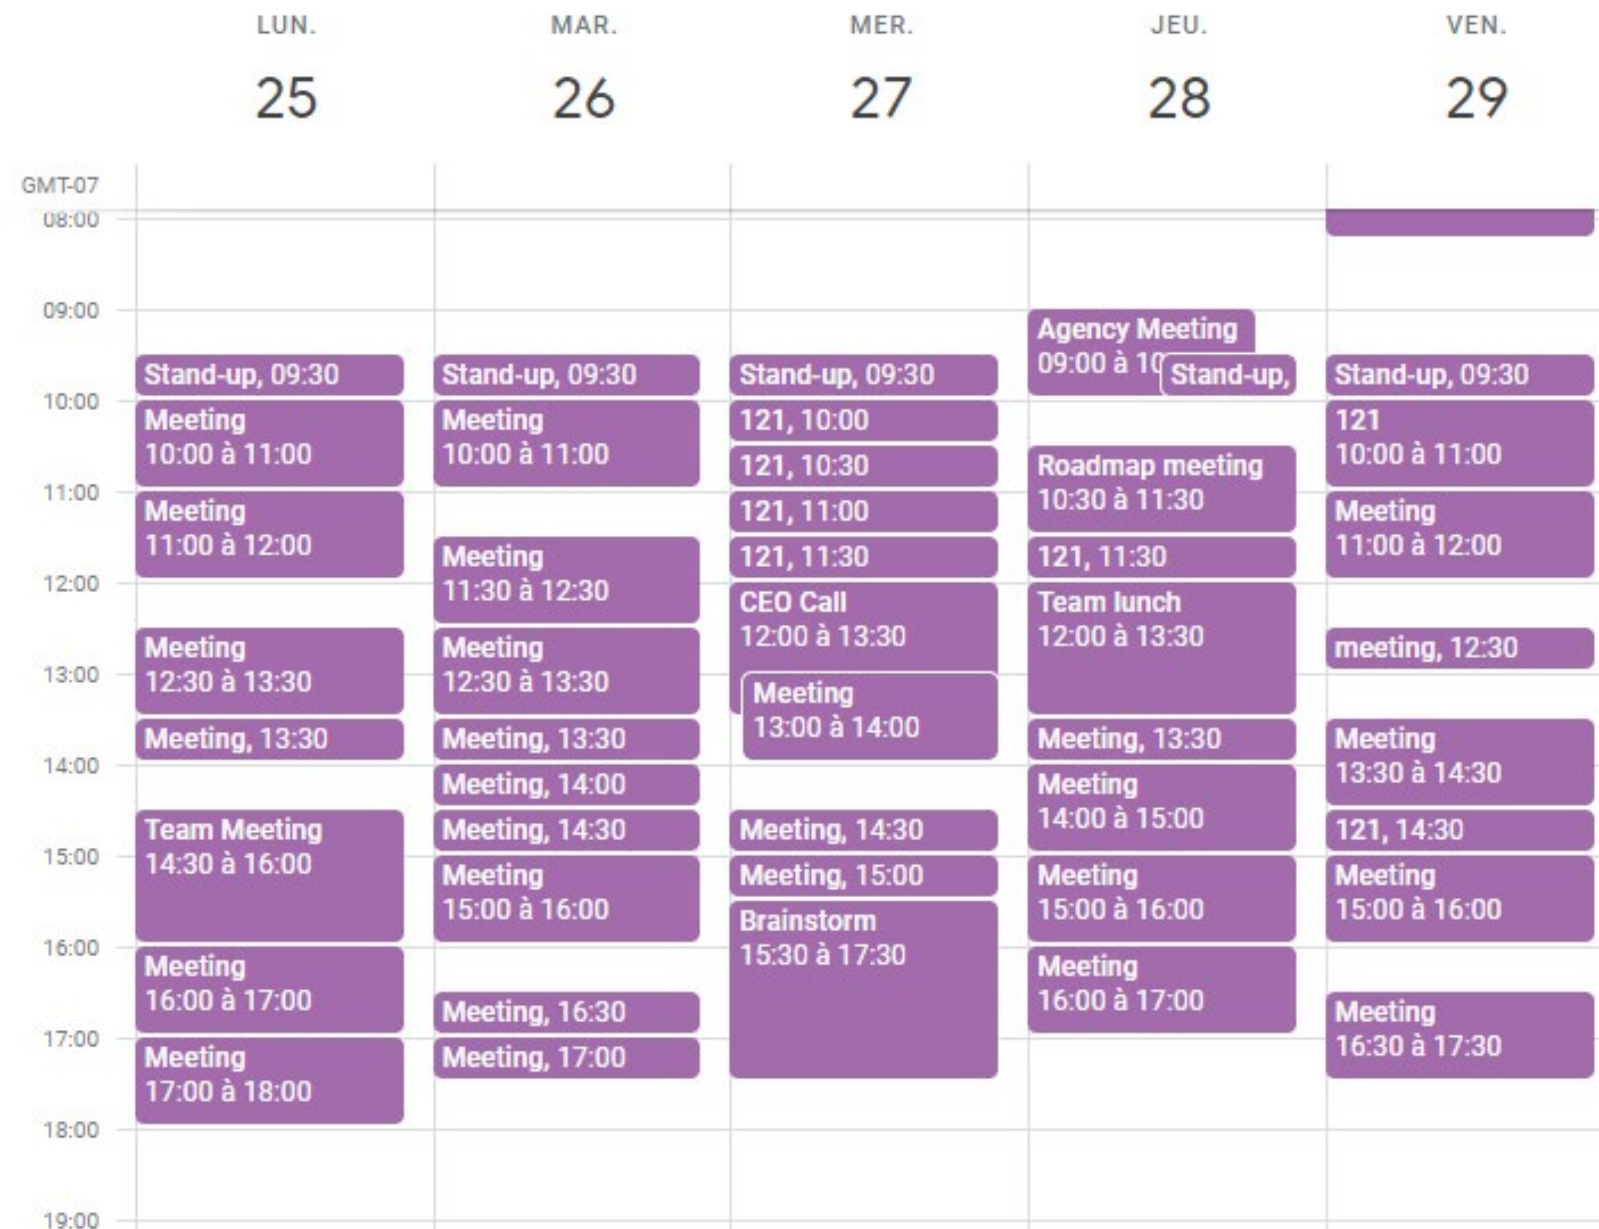 LUN.
MAR.
MER.
JEU.
VEN.
25
26
27
28
29
GMT-07
08:00
09:00
10:00
11:00
12:00
13:00
14:00
15:00
16:00
17:00
18:00
19:00
Stand-up, 09:30
Meeting
10:00 à 11:00
Meeting
11:00 à 12:00
Meeting
12:30 à 13:30
Meeting, 13:30
Team Meeting
14:30 à 16:00
Meeting
16:00 à 17:00
Meeting
17:00 à 18:00
Stand-up, 09:30
Meeting
10:00 à 11:00
Meeting
11:30 à 12:30
Meeting
12:30 à 13:30
Meeting, 13:30
Meeting, 14:00
Meeting, 14:30
Meeting
15:00 à 16:00
Meeting, 16:30
Meeting, 17:00
Stand-up, 09:30
121, 10:00
121, 10:30
121, 11:00
121, 11:30
CEO Call
12:00 à 13:30
Meeting
13:00 à 14:00
Meeting, 14:30
Meeting, 15:00
Brainstorm
15:30 à 17:30
Agency Meeting
09:00 à 10
Stand-up,
Roadmap meeting
10:30 à 11:30
121, 11:30
Team lunch
12:00 à 13:30
Meeting, 13:30
Meeting
14:00 à 15:00
Meeting
15:00 à 16:00
Meeting
16:00 à 17:00
Stand-up, 09:30
121
10:00 à 11:00
Meeting
11:00 à 12:00
meeting, 12:30
Meeting
13:30 à 14:30
121, 14:30
Meeting
15:00 à 16:00
Meeting
16:30 à 17:30